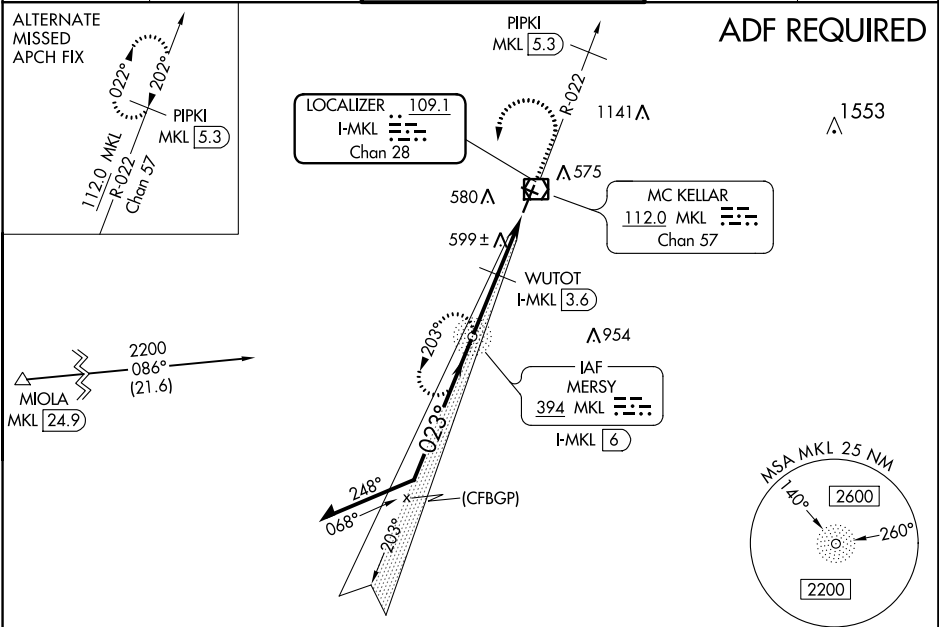 ALTERNATE
MISSED
APCH FIX
022°
202°
PIPKI
MKL 5.3
112.0 MKL
R-022
Chan 57
PIPKI
MKL 5.3
R-022
ADF REQUIRED
LOCALIZER 109.1
I-MKL
Chan 28
1141
1553
575
580
MC KELLAR
112.0 MKL
Chan 57
599±
WUTOT
I-MKL 3.6
203°
954
IAF
MERSY
394 MKL
I-MKL 6
2200
086°
(21.6)
MIOLA
MKL 24.9
023°
248°
068°
x
(CFBGP)
203°
MSA MKL 25 NM
140°
2600
260°
2200